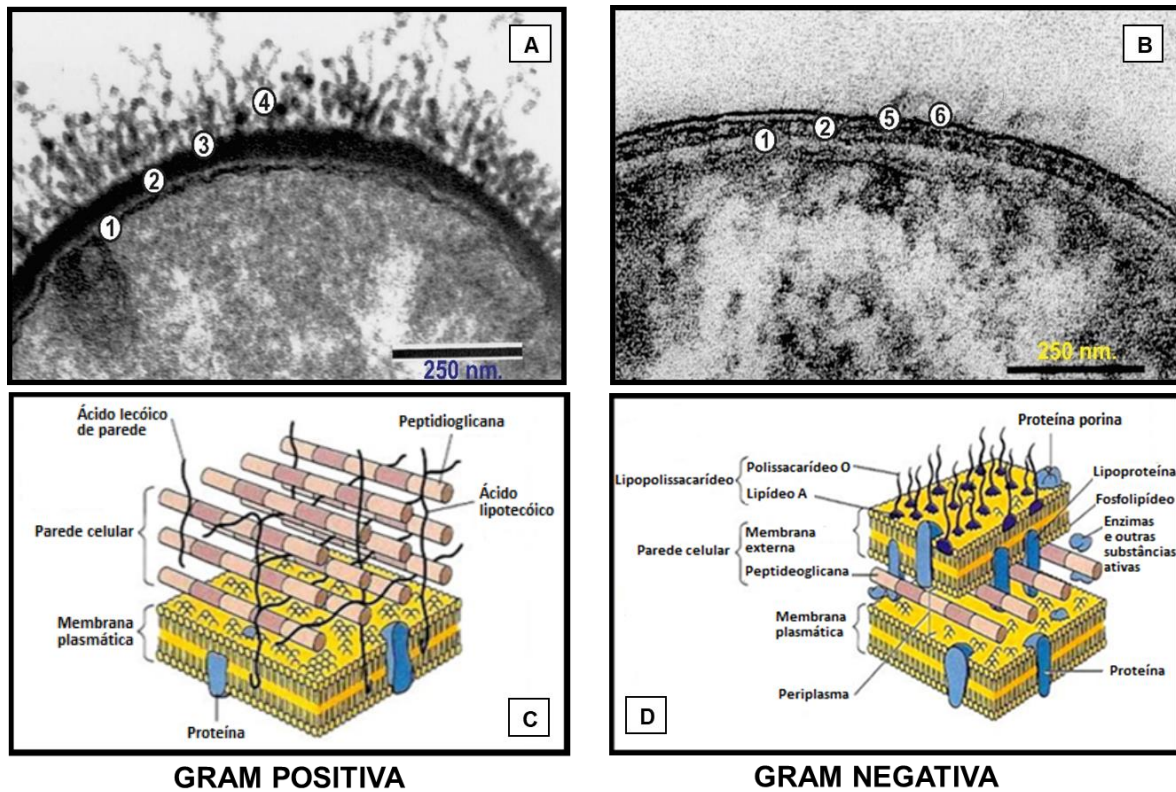 A
4
3
2
1
250 nm.
B
1
2
5
6
250 nm.
Ácido lecóico
de parede
Peptidioglicana
Ácido
lipotecóico
Parede celular
Membrana
plasmática
Proteína
C
Proteína porina
Lipopolissacarídeo
Polissacarídeo O
Lipídeo A
Lipoproteína
Fosfolipídeo
Enzimas
e outras
substâncias
ativas
Parede celular
Membrana
externa
Peptideoglicana
Membrana
plasmática
Periplasma
Proteína
D
GRAM POSITIVA
GRAM NEGATIVA